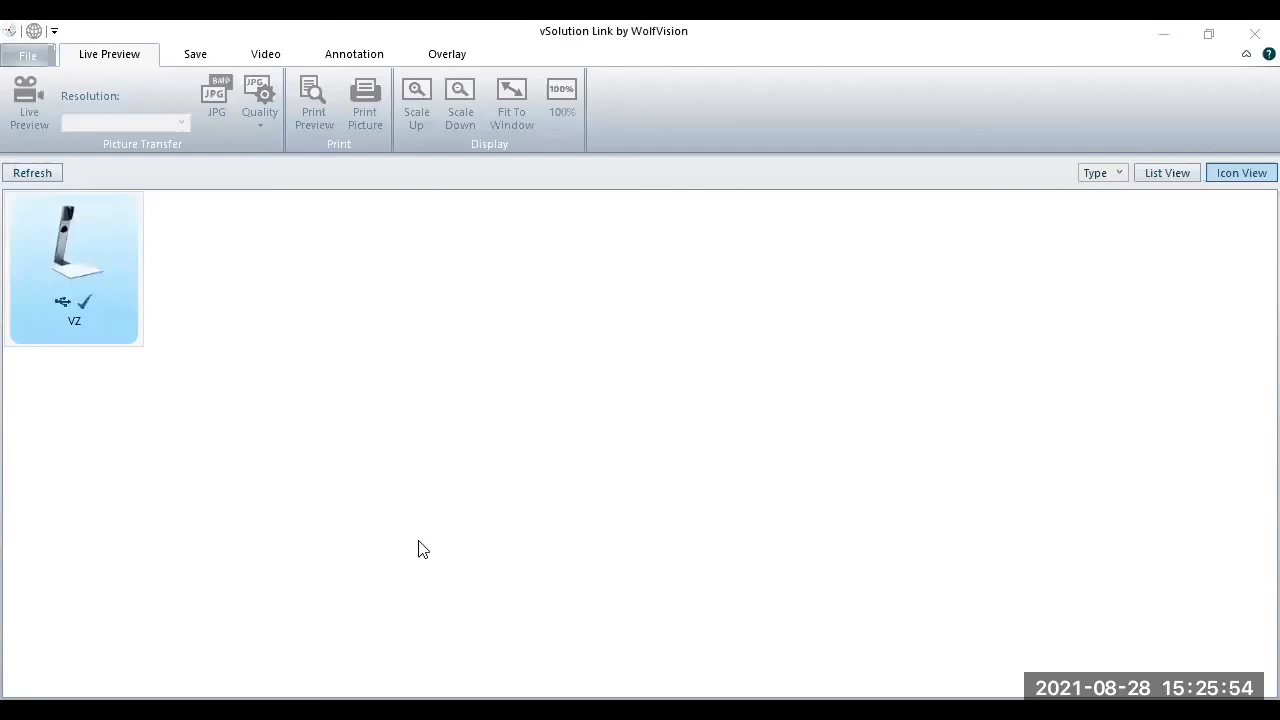 vSolution Link by WolfVision
File
Live Preview
Save
Video
Annotation
Overlay
Live Preview
Resolution:
BMP
JPG
JPG
JPG
Quality
Picture Transfer
Print Preview
Print Picture
Print
Scale Up
Scale Down
Fit To Window
100%
100%
Display
Refresh
Type
List View
Icon View
VZ
2021-08-28 15:25:54